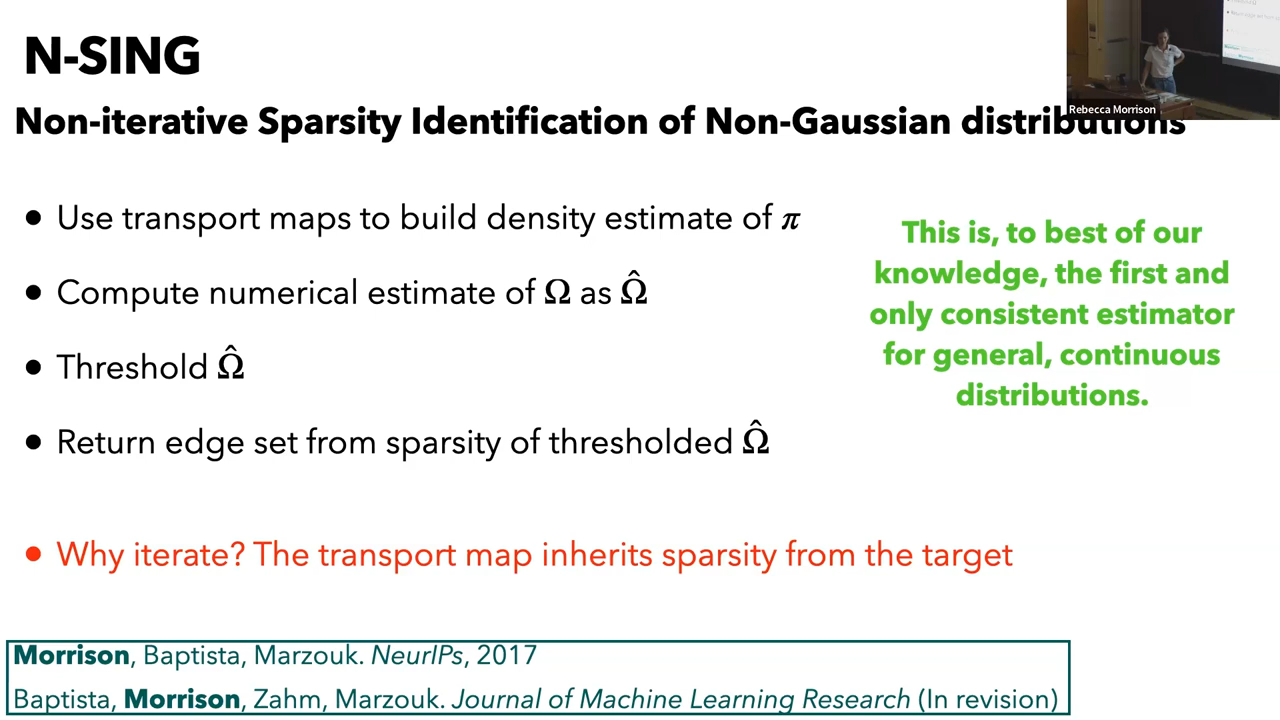 N-SING
Rebecca Morrison
Non-iterative Sparsity Identification of Non-Gaussian distributions
• Use transport maps to build density estimate of π
• Compute numerical estimate of Ω as Ω̂
• Threshold Ω̂
• Return edge set from sparsity of thresholded Ω̂
This is, to best of our
knowledge, the first and
only consistent estimator
for general, continuous
distributions.
• Why iterate? The transport map inherits sparsity from the target
Morrison, Baptista, Marzouk. NeurIPs, 2017
Baptista, Morrison, Zahm, Marzouk. Journal of Machine Learning Research (In revision)